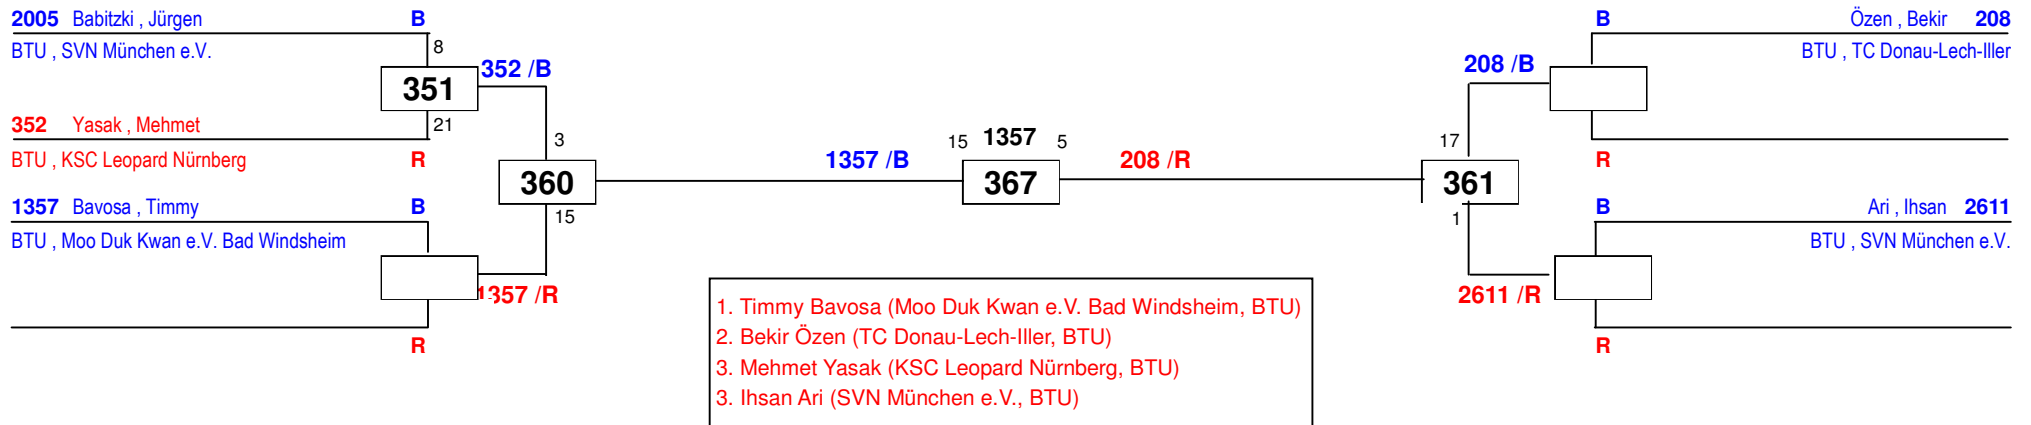 2005 Babitzki , Jürgen B
BTU , SVN München e.V.
8
351
352 /B
21
352 Yasak , Mehmet
BTU , KSC Leopard Nürnberg R
3
360
15
1357 Bavosa , Timmy B
BTU , Moo Duk Kwan e.V. Bad Windsheim
1357 /R
R
1357 /B
15 1357 5
367
208 /R
B Özen , Bekir 208
BTU , TC Donau-Lech-Iller
208 /B
R
17
361
1
B Ari , Ihsan 2611
BTU , SVN München e.V.
2611 /R
R
1. Timmy Bavosa (Moo Duk Kwan e.V. Bad Windsheim, BTU)
2. Bekir Özen (TC Donau-Lech-Iller, BTU)
3. Mehmet Yasak (KSC Leopard Nürnberg, BTU)
3. Ihsan Ari (SVN München e.V., BTU)